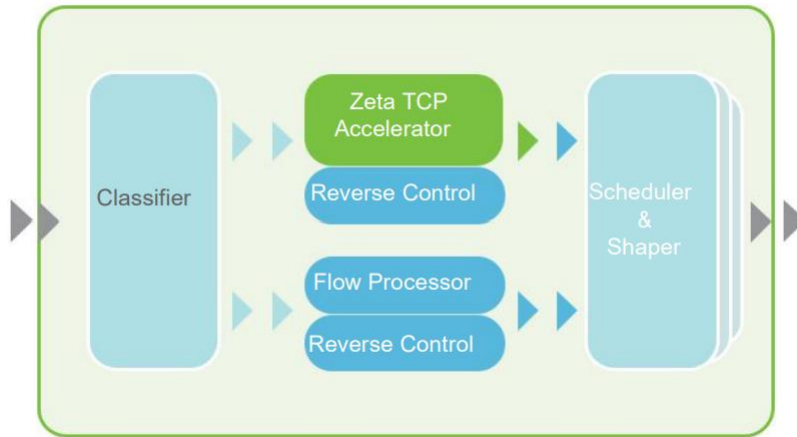 Zeta TCP
Accelerator
Classifier
Reverse Control
Scheduler
&
Shaper
Flow Processor
Reverse Control